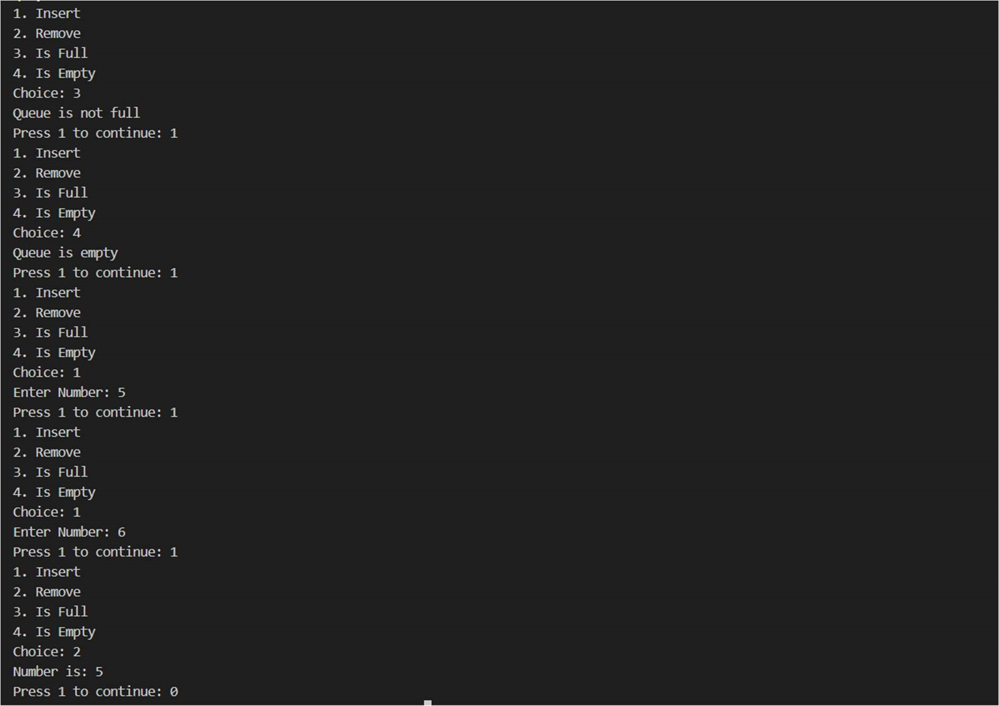 1. Insert
2. Remove
3. Is Full
4. Is Empty
Choice: 3
Queue is not full
Press 1 to continue: 1
1. Insert
2. Remove
3. Is Full
4. Is Empty
Choice: 4
Queue is empty
Press 1 to continue: 1
1. Insert
2. Remove
3. Is Full
4. Is Empty
Choice: 1
Enter Number: 5
Press 1 to continue: 1
1. Insert
2. Remove
3. Is Full
4. Is Empty
Choice: 1
Enter Number: 6
Press 1 to continue: 1
1. Insert
2. Remove
3. Is Full
4. Is Empty
Choice: 2
Number is: 5
Press 1 to continue: 0